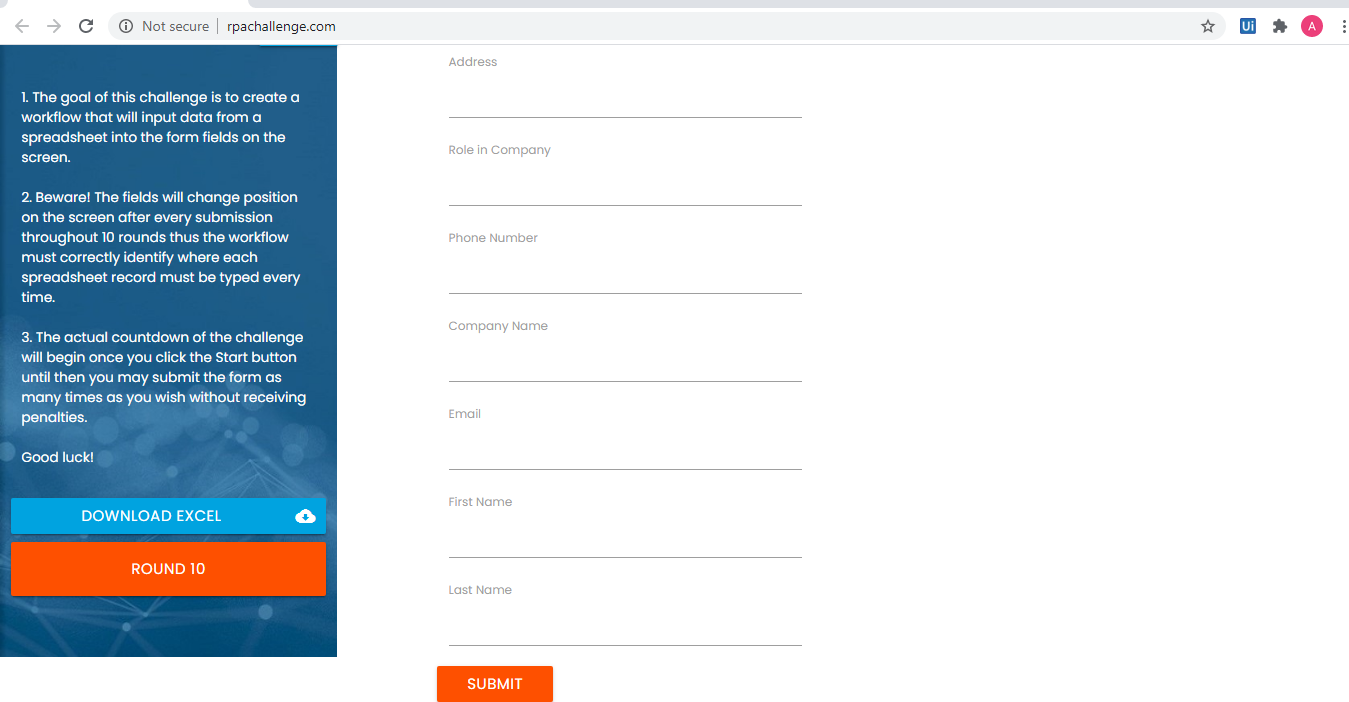 Not secure
rpachallenge.com
Ui
A
1. The goal of this challenge is to create a
workflow that will input data from a
spreadsheet into the form fields on the
screen.
2. Beware! The fields will change position
on the screen after every submission
throughout 10 rounds thus the workflow
must correctly identify where each
spreadsheet record must be typed every
time.
3. The actual countdown of the challenge
will begin once you click the Start button
until then you may submit the form as
many times as you wish without receiving
penalties.
Good luck!
DOWNLOAD EXCEL
ROUND 10
Address
Role in Company
Phone Number
Company Name
Email
First Name
Last Name
SUBMIT